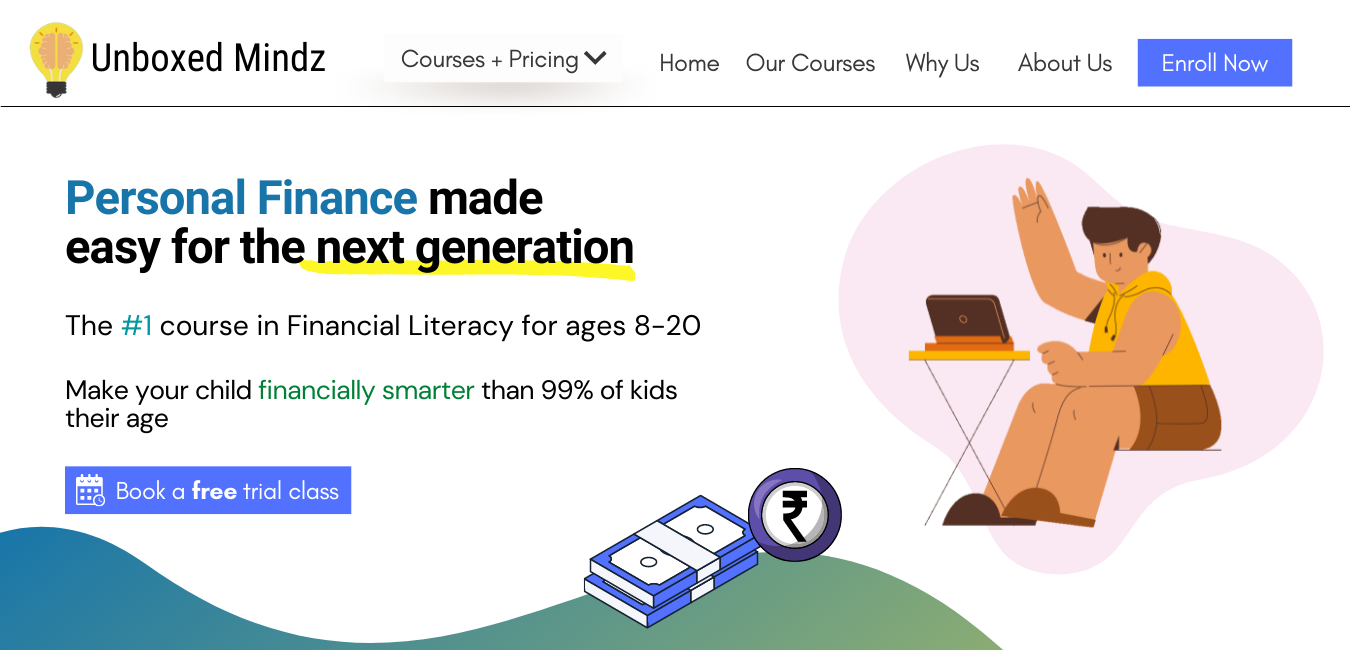 Unboxed Mindz
Courses + Pricing
Home
Our Courses
Why Us
About Us
Enroll Now
Personal Finance made
easy for the next generation
The #1 course in Financial Literacy for ages 8-20
Make your child financially smarter than 99% of kids
their age
Book a free trial class
₹